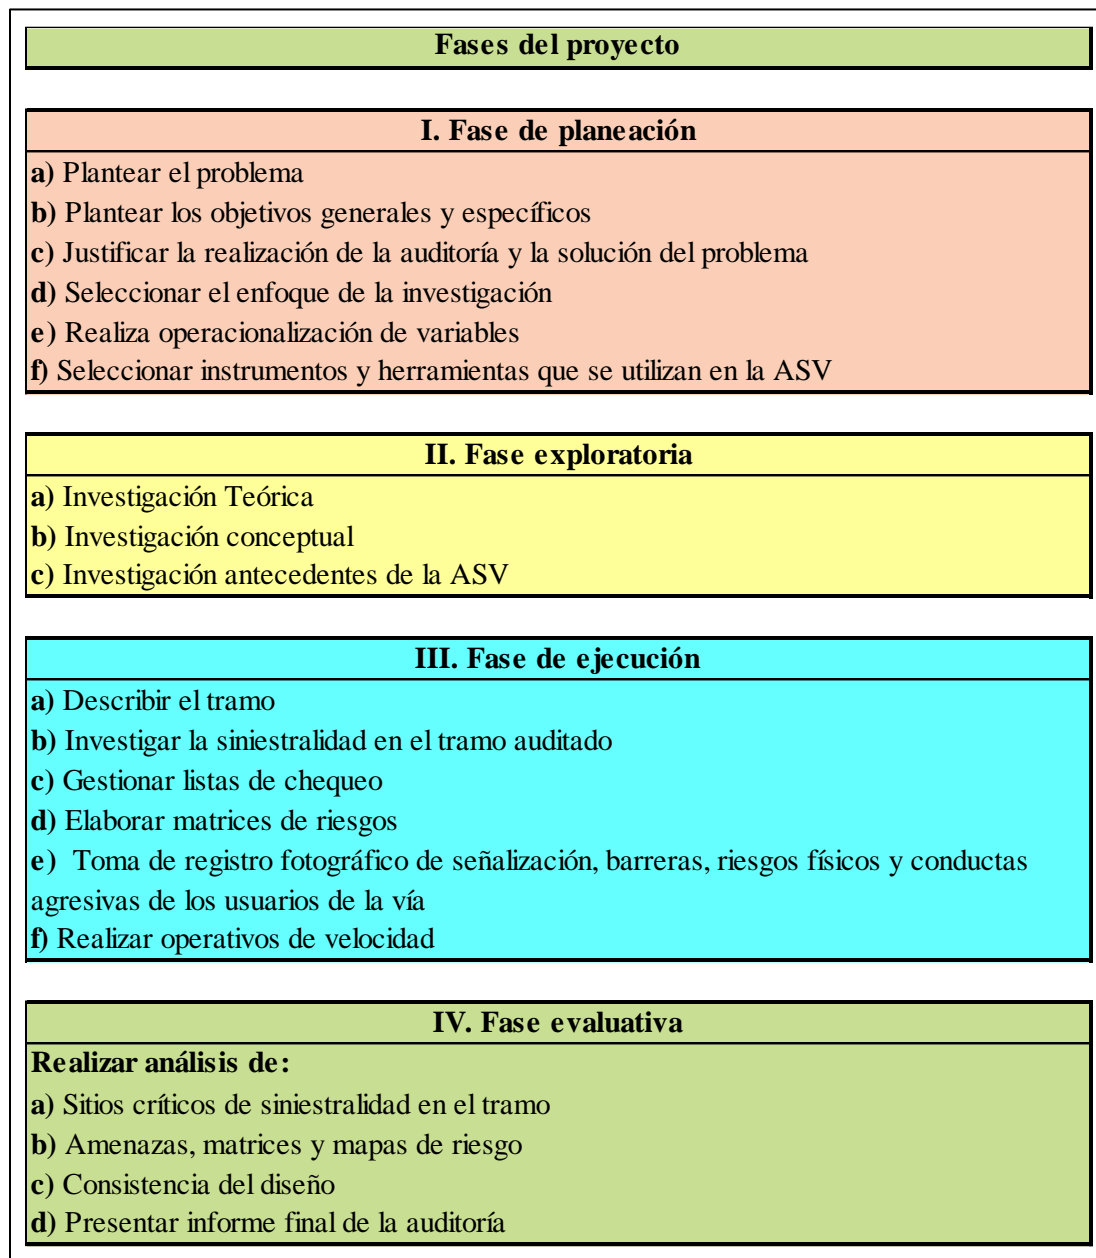 Fases del proyecto
I. Fase de planeación
a) Plantear el problema
b) Plantear los objetivos generales y específicos
c) Justificar la realización de la auditoría y la solución del problema
d) Seleccionar el enfoque de la investigación
e) Realiza operacionalización de variables
f) Seleccionar instrumentos y herramientas que se utilizan en la ASV
II. Fase exploratoria
a) Investigación Teórica
b) Investigación conceptual
c) Investigación antecedentes de la ASV
III. Fase de ejecución
a) Describir el tramo
b) Investigar la siniestralidad en el tramo auditado
c) Gestionar listas de chequeo
d) Elaborar matrices de riesgos
e) Toma de registro fotográfico de señalización, barreras, riesgos físicos y conductas
agresivas de los usuarios de la vía
f) Realizar operativos de velocidad
IV. Fase evaluativa
Realizar análisis de:
a) Sitios críticos de siniestralidad en el tramo
b) Amenazas, matrices y mapas de riesgo
c) Consistencia del diseño
d) Presentar informe final de la auditoría